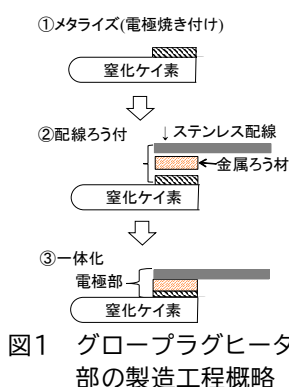 ①メタライズ(電極焼き付け)
窒化ケイ素
②配線ろう付
↓ステンレス配線
←金属ろう材
窒化ケイ素
③一体化
電極部
窒化ケイ素
図1 グロープラグヒータ
部の製造工程概略